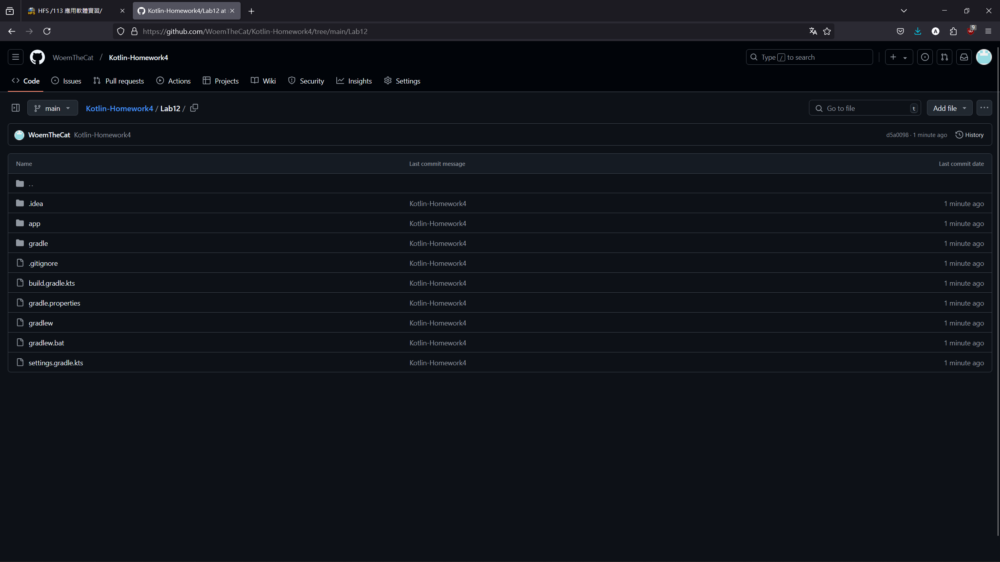 HFS /113 應用軟體實習/
Kotlin-Homework4/Lab12 at
https://github.com/WoemTheCat/Kotlin-Homework4/tree/main/Lab12
9
WoemTheCat / Kotlin-Homework4
Type / to search
Code Issues Pull requests Actions Projects Wiki Security Insights Settings
main Kotlin-Homework4 / Lab12 / Go to file t Add file
WoemTheCat Kotlin-Homework4 d5a0098 · 1 minute ago History
Name Last commit message Last commit date
..
.idea Kotlin-Homework4 1 minute ago
app Kotlin-Homework4 1 minute ago
gradle Kotlin-Homework4 1 minute ago
.gitignore Kotlin-Homework4 1 minute ago
build.gradle.kts Kotlin-Homework4 1 minute ago
gradle.properties Kotlin-Homework4 1 minute ago
gradlew Kotlin-Homework4 1 minute ago
gradlew.bat Kotlin-Homework4 1 minute ago
settings.gradle.kts Kotlin-Homework4 1 minute ago